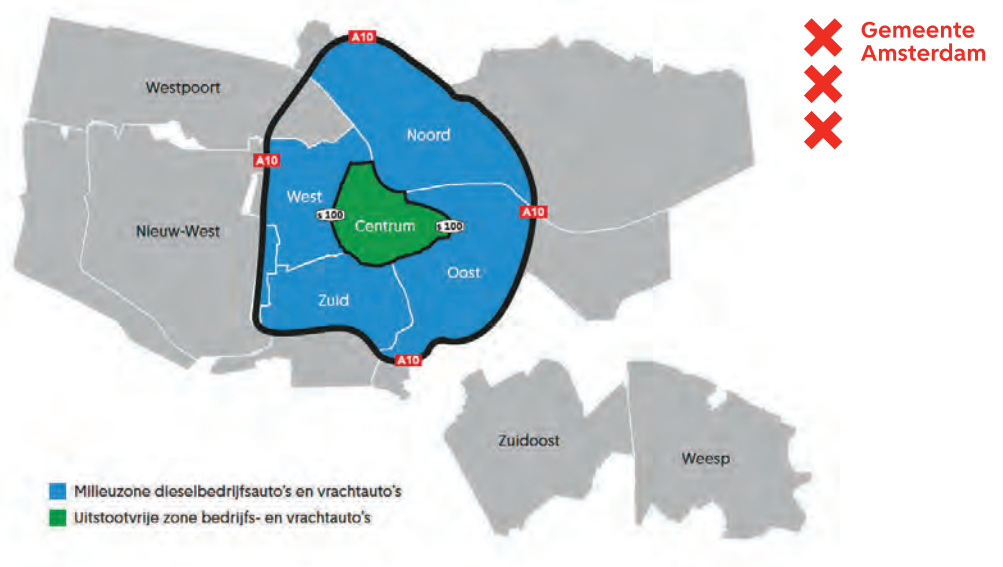 Gemeente
Amsterdam
A10
Westpoort
Noord
A10
West
s 100
Centrum
s 100
A10
Nieuw-West
Oost
Zuid
A10
Zuidoost
Weesp
Milieuzone dieselbedrijfsauto's en vrachtauto's
Uitstootvrije zone bedrijfs- en vrachtauto's